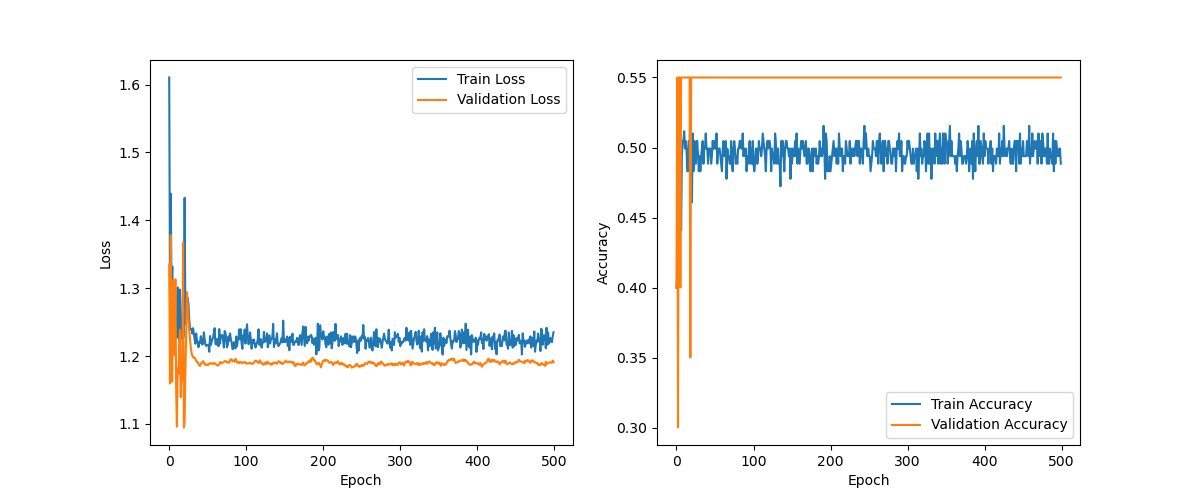 1.6
1.5
1.4
1.3
1.2
1.1
Loss
0 100 200 300 400 500
Epoch
Train Loss
Validation Loss
0.55
0.50
0.45
0.40
0.35
0.30
Accuracy
0 100 200 300 400 500
Epoch
Train Accuracy
Validation Accuracy